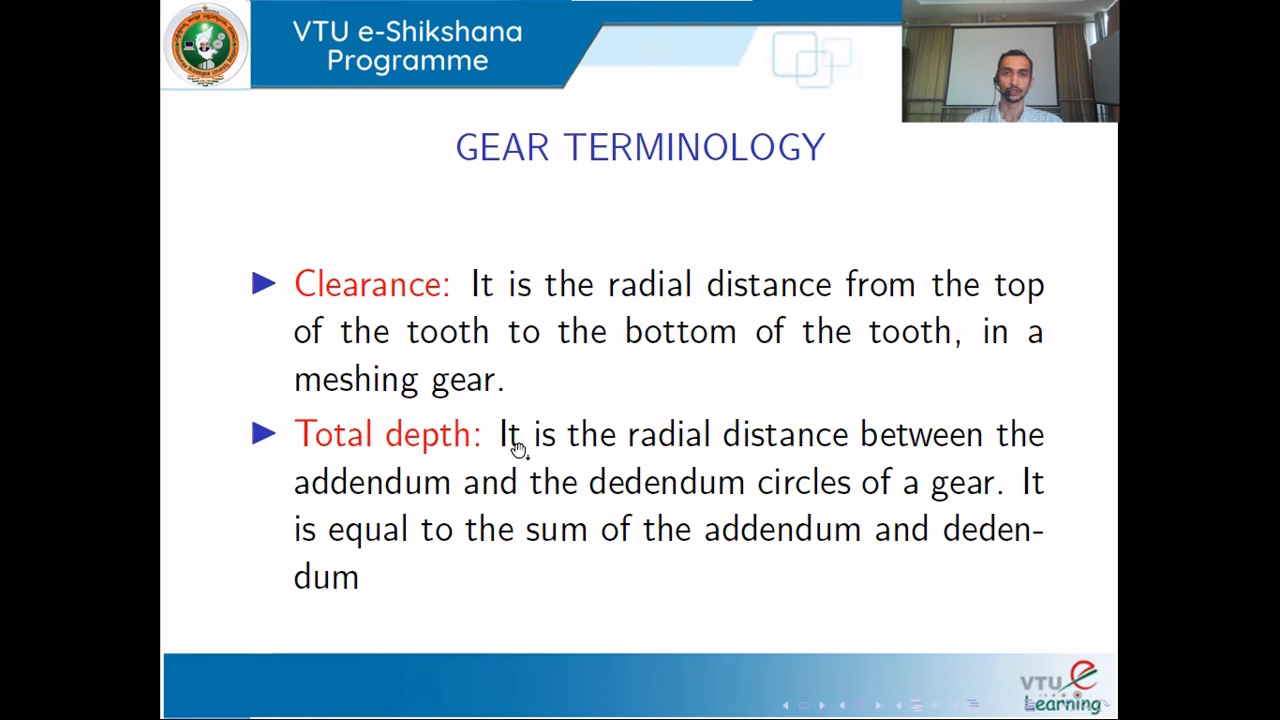 VTU e-Shikshana
Programme
GEAR TERMINOLOGY
Clearance: It is the radial distance from the top
of the tooth to the bottom of the tooth, in a
meshing gear.
Total depth: It is the radial distance between the
addendum and the dedendum circles of a gear. It
is equal to the sum of the addendum and deden-
dum
VTU e
Learning